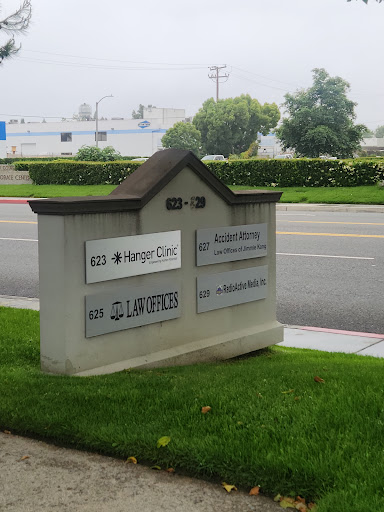 623 - 629
623 Hanger Clinic
627 Accident Attorney
Law Offices of Jimmie Kang
625 LAW OFFICES
629 RadioActive Media, Inc.